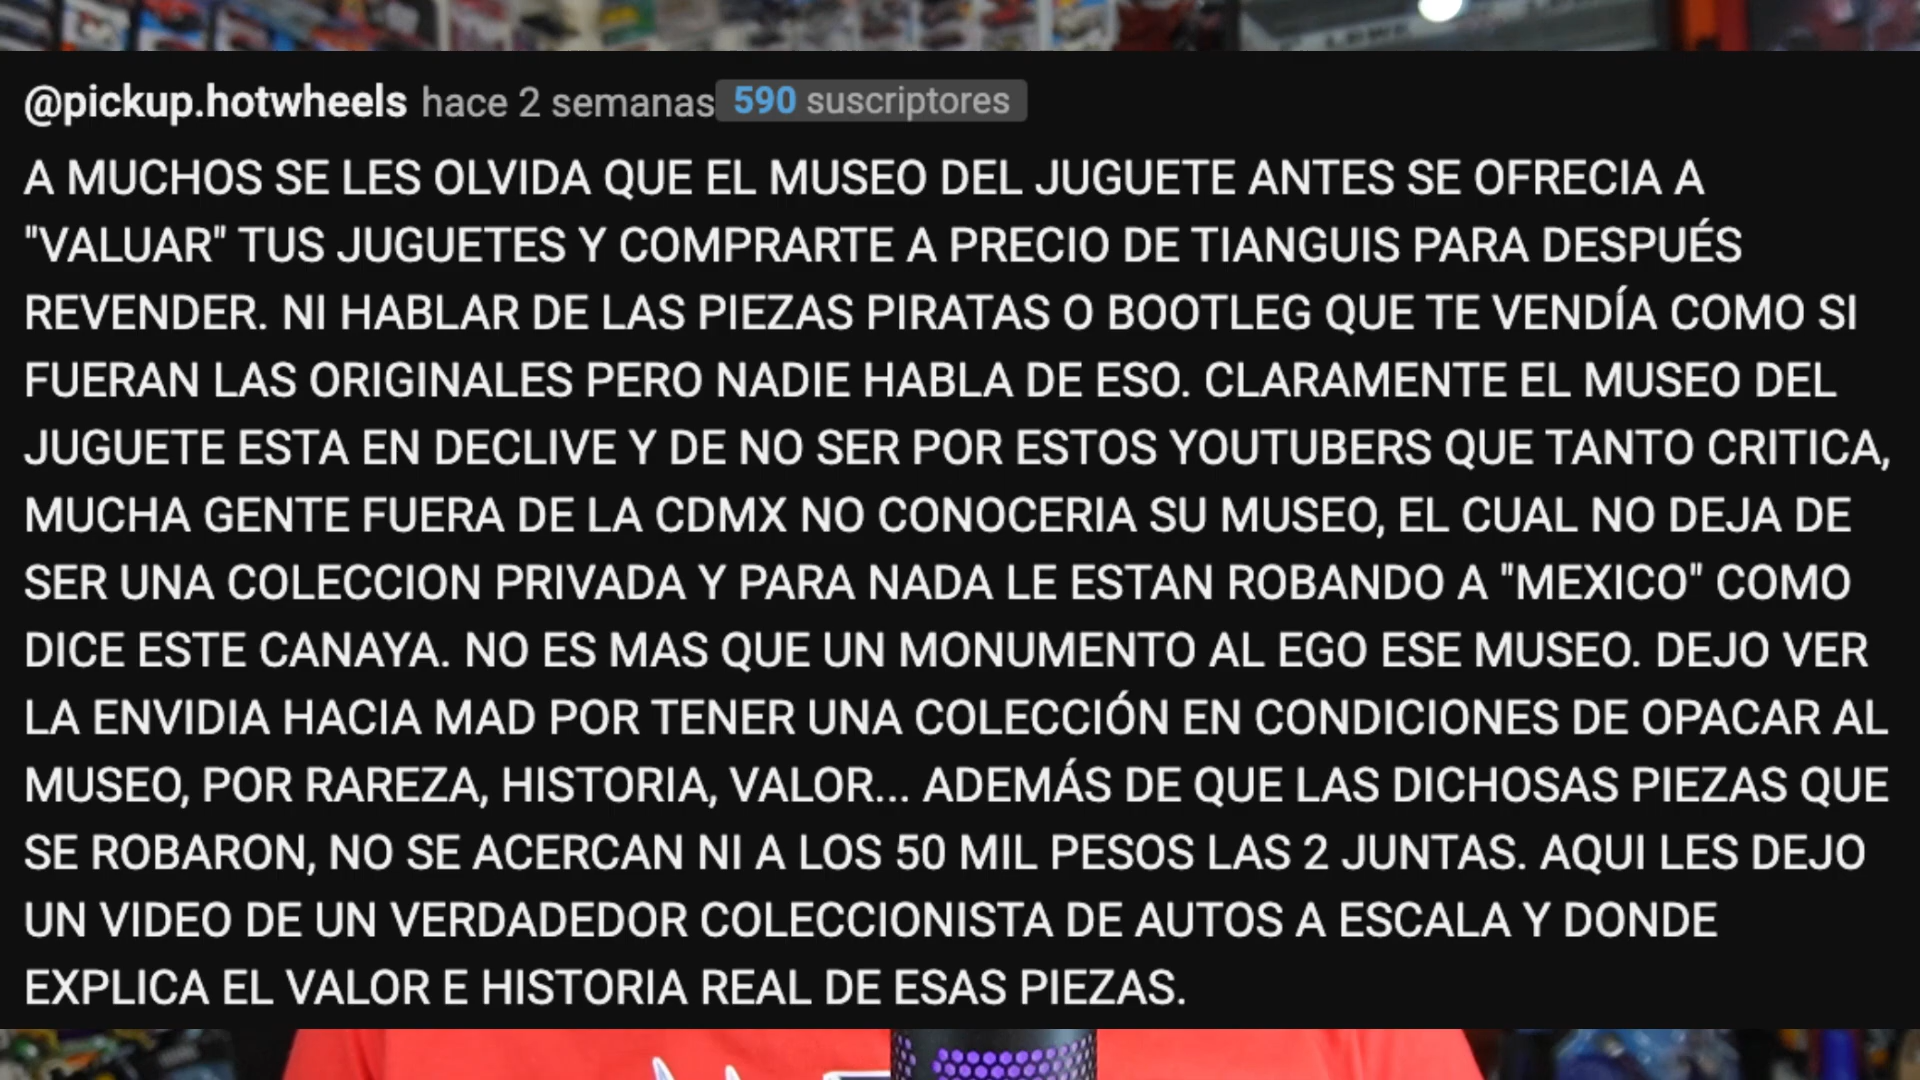 @pickup.hotwheels hace 2 semanas 590 suscriptores
A MUCHOS SE LES OLVIDA QUE EL MUSEO DEL JUGUETE ANTES SE OFRECIA A
"VALUAR" TUS JUGUETES Y COMPRARTE A PRECIO DE TIANGUIS PARA DESPUÉS
REVENDER. NI HABLAR DE LAS PIEZAS PIRATAS O BOOTLEG QUE TE VENDÍA COMO SI
FUERAN LAS ORIGINALES PERO NADIE HABLA DE ESO. CLARAMENTE EL MUSEO DEL
JUGUETE ESTA EN DECLIVE Y DE NO SER POR ESTOS YOUTUBERS QUE TANTO CRITICA,
MUCHA GENTE FUERA DE LA CDMX NO CONOCERIA SU MUSEO, EL CUAL NO DEJA DE
SER UNA COLECCION PRIVADA Y PARA NADA LE ESTAN ROBANDO A "MEXICO" COMO
DICE ESTE CANAYA. NO ES MAS QUE UN MONUMENTO AL EGO ESE MUSEO. DEJO VER
LA ENVIDIA HACIA MAD POR TENER UNA COLECCIÓN EN CONDICIONES DE OPACAR AL
MUSEO, POR RAREZA, HISTORIA, VALOR... ADEMÁS DE QUE LAS DICHOSAS PIEZAS QUE
SE ROBARON, NO SE ACERCAN NI A LOS 50 MIL PESOS LAS 2 JUNTAS. AQUI LES DEJO
UN VIDEO DE UN VERDADEDOR COLECCIONISTA DE AUTOS A ESCALA Y DONDE
EXPLICA EL VALOR E HISTORIA REAL DE ESAS PIEZAS.